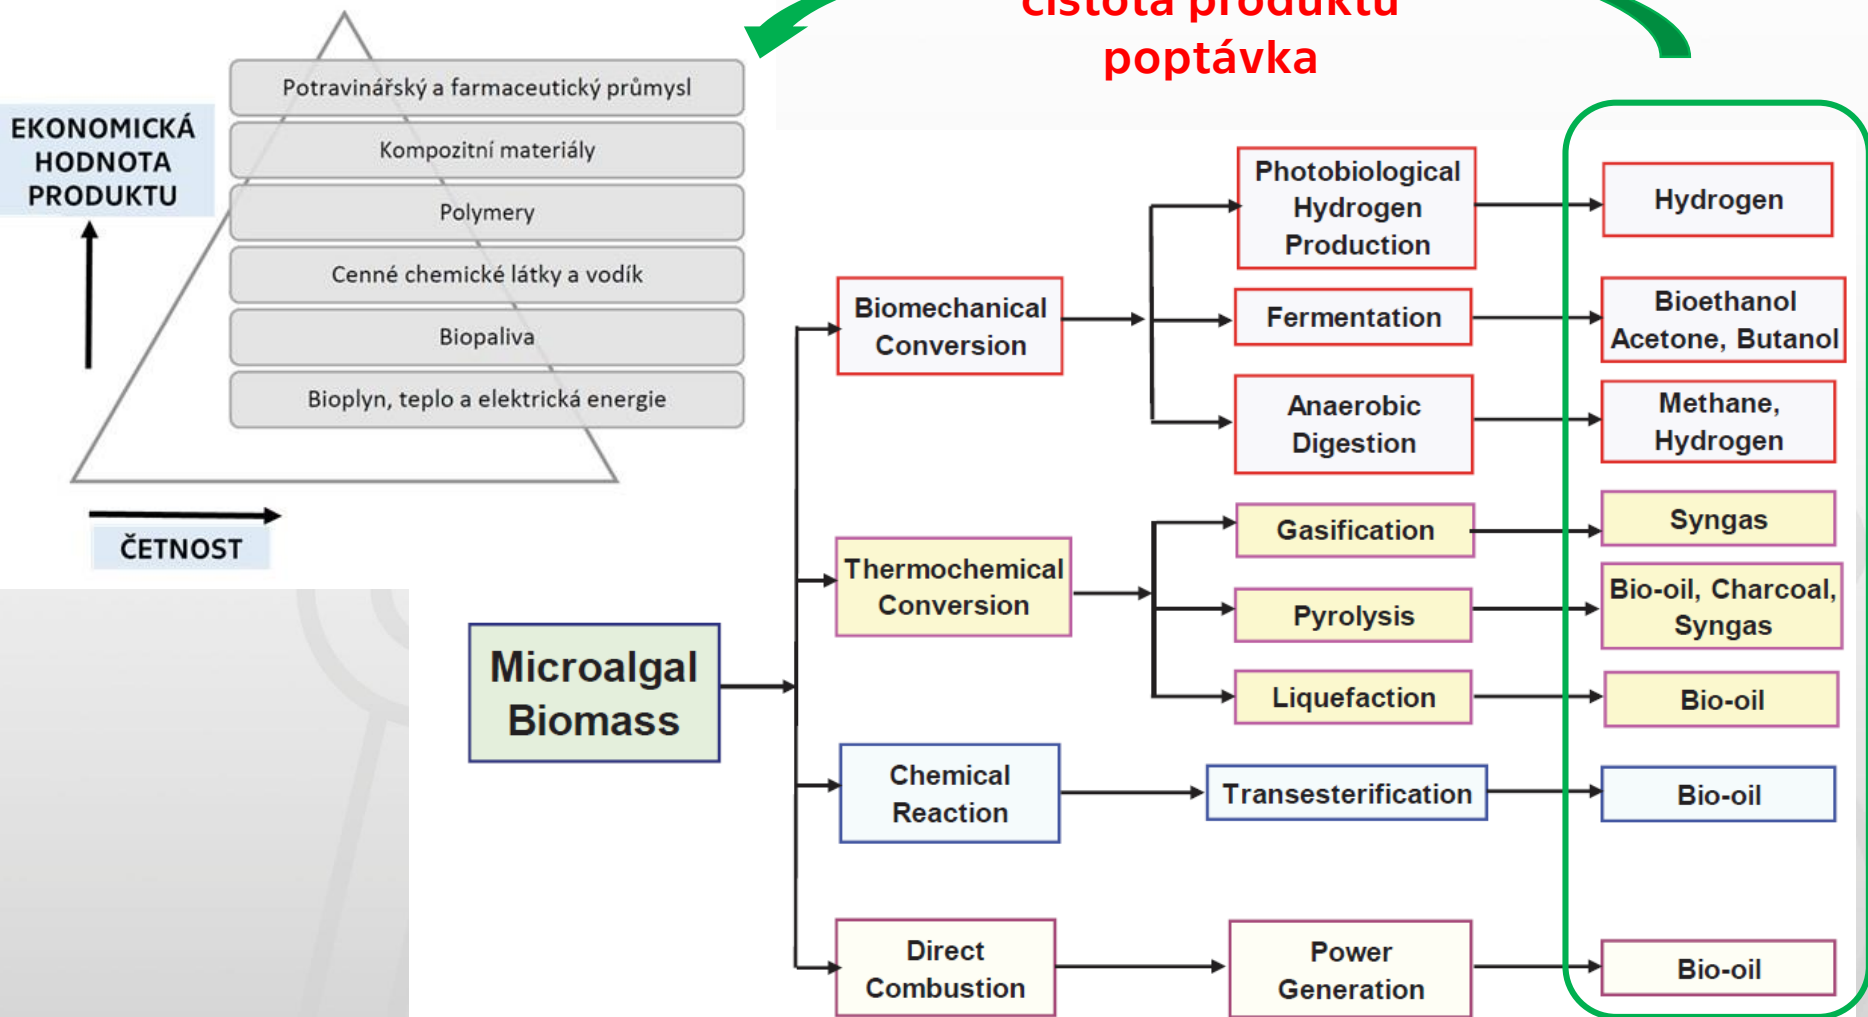 čistota produktu
poptávka
Potravinářský a farmaceutický průmysl
Kompozitní materiály
Polymery
Cenné chemické látky a vodík
Biopaliva
Bioplyn, teplo a elektrická energie
EKONOMICKÁ
HODNOTA
PRODUKTU
ČETNOST
Microalgal
Biomass
Biomechanical
Conversion
Photobiological
Hydrogen
Production
Hydrogen
Fermentation
Bioethanol
Acetone, Butanol
Anaerobic
Digestion
Methane,
Hydrogen
Thermochemical
Conversion
Gasification
Syngas
Pyrolysis
Bio-oil, Charcoal,
Syngas
Liquefaction
Bio-oil
Chemical
Reaction
Transesterification
Bio-oil
Direct
Combustion
Power
Generation
Bio-oil